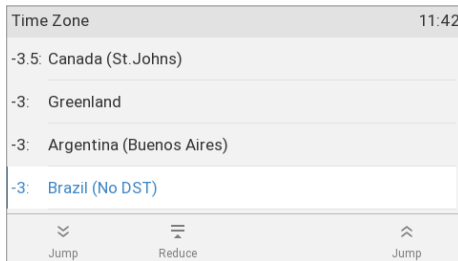 Time Zone 11:42
-3.5: Canada (St.Johns)
-3: Greenland
-3: Argentina (Buenos Aires)
-3: Brazil (No DST)
Jump Reduce Jump